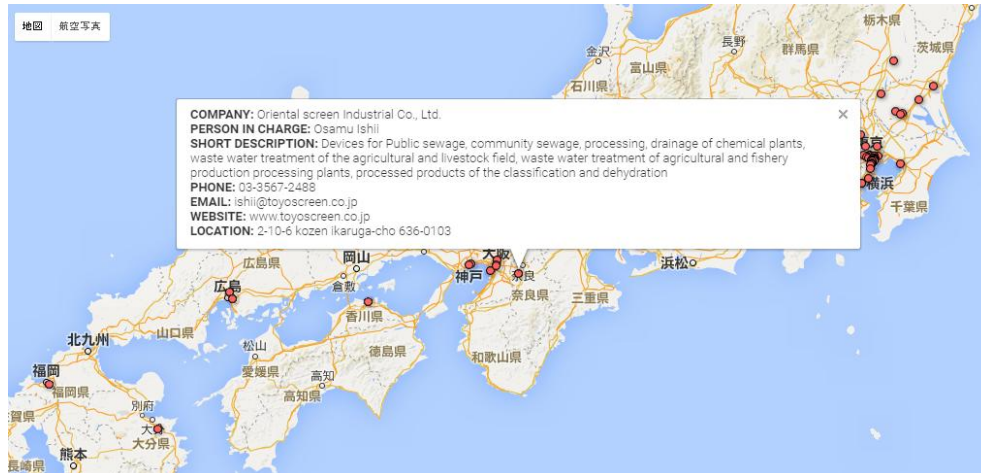 地図 航空写真
栃木県
長野
群馬県
茨城県
金沢
富山県
石川県
COMPANY: Oriental screen Industrial Co., Ltd.
PERSON IN CHARGE: Osamu Ishii
SHORT DESCRIPTION: Devices for Public sewage, community sewage, processing, drainage of chemical plants,
waste water treatment of the agricultural and livestock field, waste water treatment of agricultural and fishery
production processing plants, processed products of the classification and dehydration
PHONE: 03-3567-2488
EMAIL: ishii@toyoscreen.co.jp
WEBSITE: www.toyoscreen.co.jp
LOCATION: 2-10-6 kozen ikaruga-cho 636-0103
横浜
千葉県
大阪
岡山
広島県
浜松
神戸
奈良
倉敷
広島
奈良県
三重県
香川県
山口県
北九州
松山
徳島県
和歌山県
福岡
愛媛県
高知
福岡県
高知県
別府
大分県
熊本
長崎県